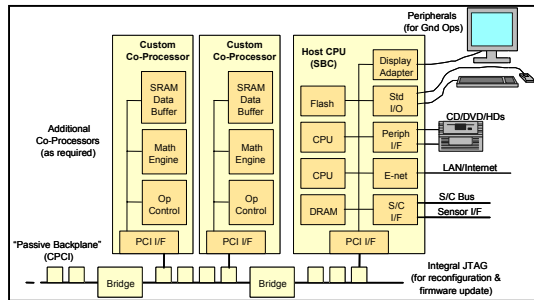 Peripherals
(for Gnd Ops)
Custom
Co-Processor
Custom
Co-Processor
Host CPU
(SBC)
SRAM
Data
Buffer
SRAM
Data
Buffer
Display
Adapter
Flash
Std
I/O
CD/DVD/HDs
Additional
Co-Processors
(as required)
Math
Engine
Math
Engine
CPU
Periph
I/F
LAN/Internet
CPU
E-net
Op
Control
Op
Control
DRAM
S/C
I/F
S/C Bus
Sensor I/F
PCI I/F
PCI I/F
PCI I/F
"Passive Backplane"
(CPCI)
Bridge
Bridge
Integral JTAG
(for reconfiguration &
firmware update)